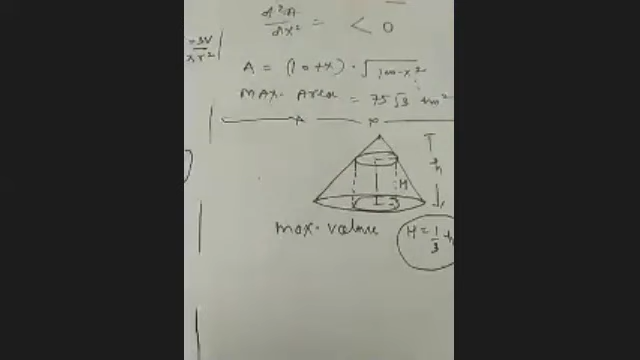 d²A/dx² = < 0
A = (10+x) · √100-x²
MAX. Area = 75√3 cm²
H
h
max. volume
H = 1/3 h